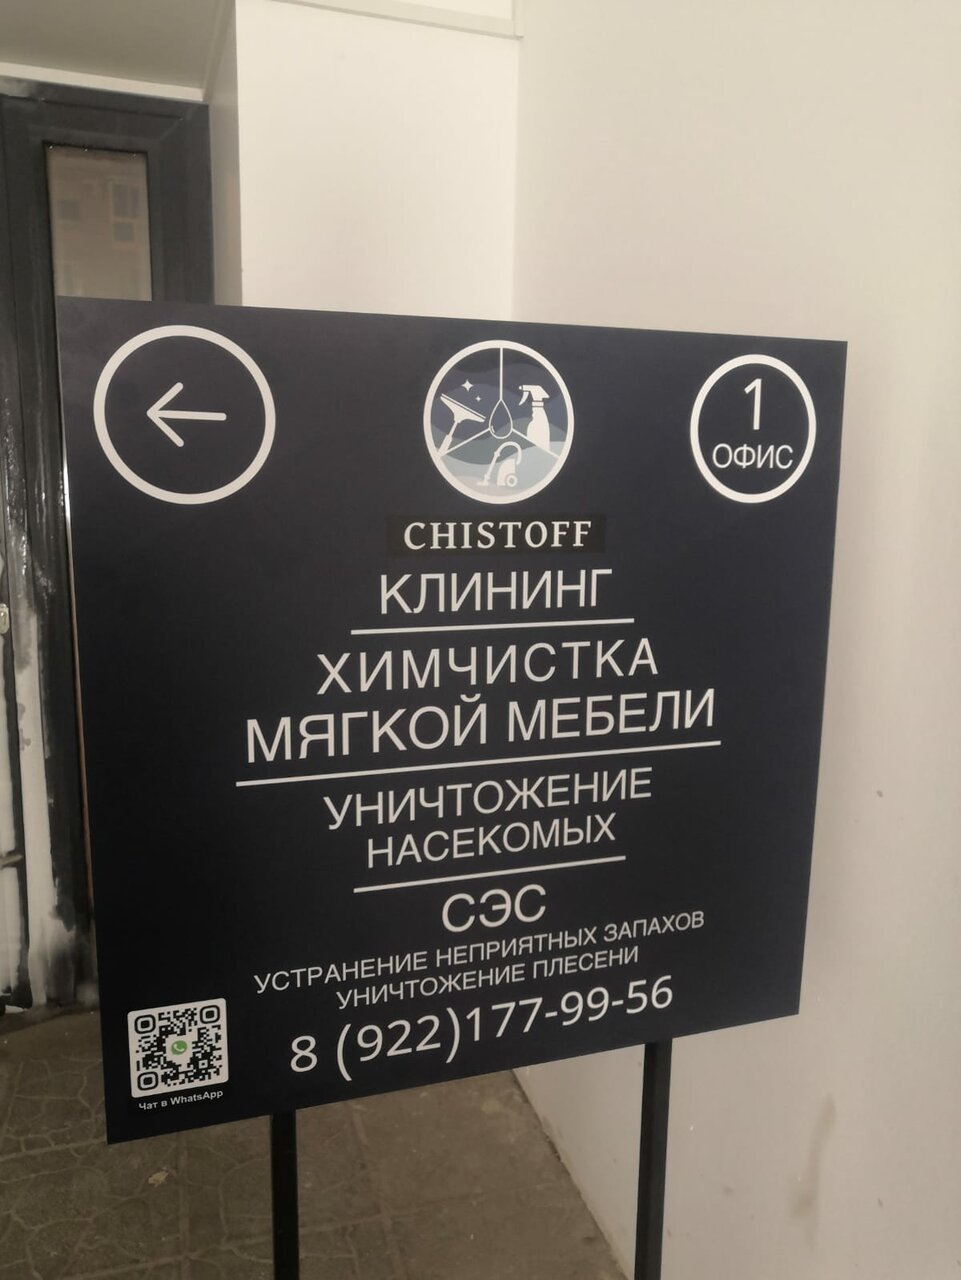 1
ОФИС
CHISTOFF
КЛИНИНГ
ХИМЧИСТКА
МЯГКОЙ МЕБЕЛИ
УНИЧТОЖЕНИЕ
НАСЕКОМЫХ
СЭС
УСТРАНЕНИЕ НЕПРИЯТНЫХ ЗАПАХОВ
УНИЧТОЖЕНИЕ ПЛЕСЕНИ
8 (922)177-99-56
Чат в WhatsApp